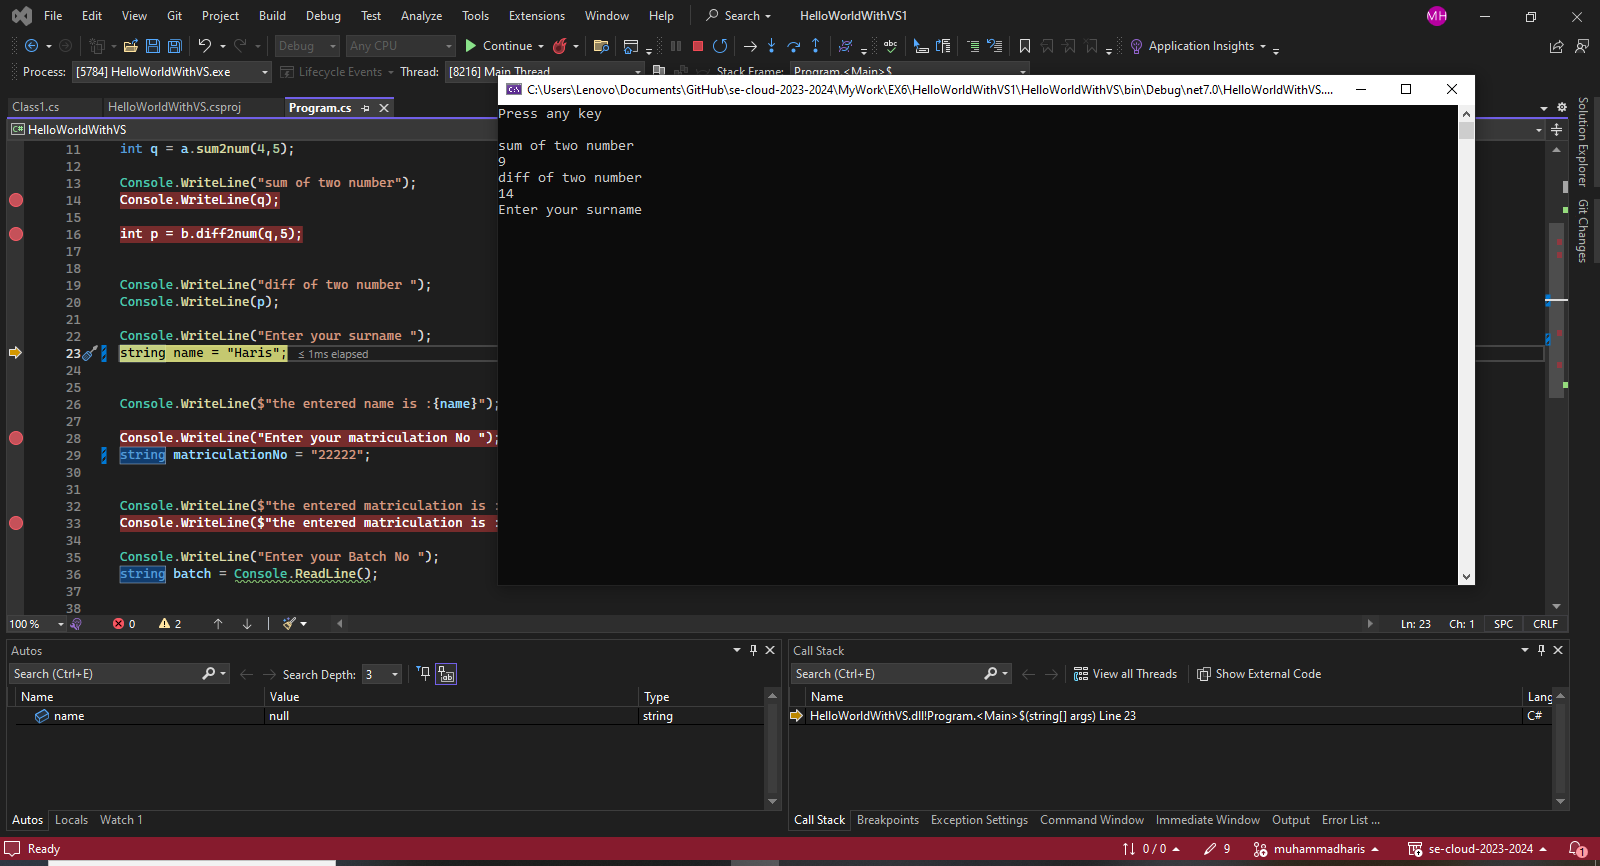 File Edit View Git Project Build Debug Test Analyze Tools Extensions Window Help Search HelloWorldWithVS1 MH
Debug Any CPU Continue Application Insights
Process: [5784] HelloWorldWithVS.exe Lifecycle Events Thread: [8216] Main Thread Stack Frame: Program.<Main>$
Class1.cs HelloWorldWithVS.csproj Program.cs
C# HelloWorldWithVS
11 int q = a.sum2num(4,5);
12
13 Console.WriteLine("sum of two number");
14 Console.WriteLine(q);
15
16 int p = b.diff2num(q,5);
17
18
19 Console.WriteLine("diff of two number ");
20 Console.WriteLine(p);
21
22 Console.WriteLine("Enter your surname ");
23 string name = "Haris"; ≤ 1ms elapsed
24
25
26 Console.WriteLine($"the entered name is :{name}");
27
28 Console.WriteLine("Enter your matriculation No ");
29 string matriculationNo = "22222";
30
31
32 Console.WriteLine($"the entered matriculation is :
33 Console.WriteLine($"the entered matriculation is :
34
35 Console.WriteLine("Enter your Batch No ");
36 string batch = Console.ReadLine();
37
38
C:\Users\Lenovo\Documents\GitHub\se-cloud-2023-2024\MyWork\EX6\HelloWorldWithVS1\HelloWorldWithVS\bin\Debug\net7.0\HelloWorldWithVS....
Press any key
sum of two number
9
diff of two number
14
Enter your surname
Solution Explorer
Git Changes
100 % 0 2 Ln: 23 Ch: 1 SPC CRLF
Autos
Search (Ctrl+E) Search Depth: 3
Name Value Type
name null string
Autos Locals Watch 1
Call Stack
Search (Ctrl+E) View all Threads Show External Code
Name Lang
HelloWorldWithVS.dll!Program.<Main>$(string[] args) Line 23 C#
Call Stack Breakpoints Exception Settings Command Window Immediate Window Output Error List ...
Ready 0 / 0 9 muhammadharis se-cloud-2023-2024 1